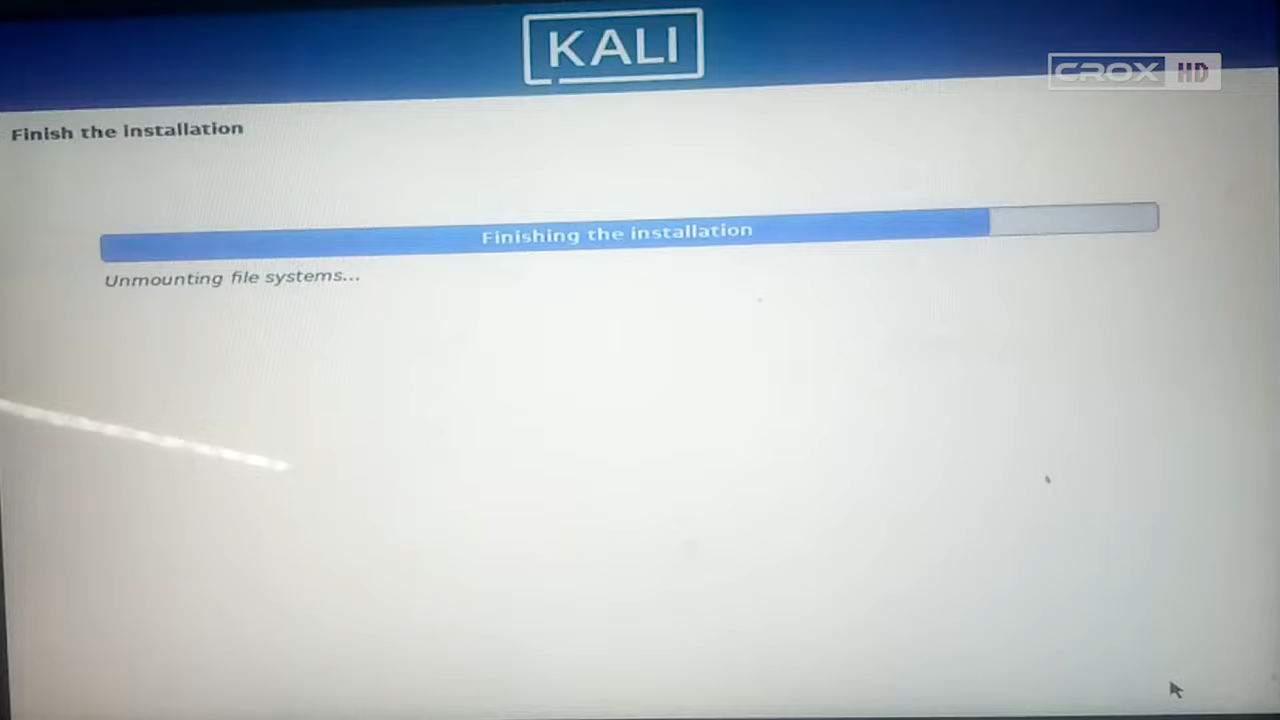 KALI
CROX HD
Finish the installation
Finishing the installation
Unmounting file systems...